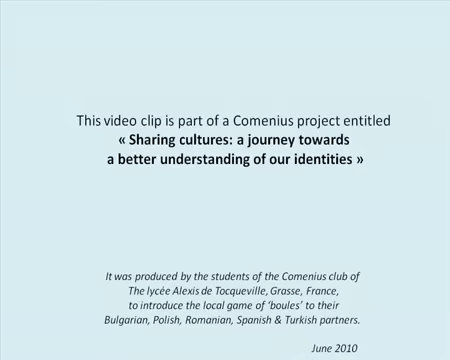 This video clip is part of a Comenius project entitled
« Sharing cultures: a journey towards
a better understanding of our identities »
It was produced by the students of the Comenius club of
The lycée Alexis de Tocqueville, Grasse, France,
to introduce the local game of ‘boules’ to their
Bulgarian, Polish, Romanian, Spanish & Turkish partners.
June 2010